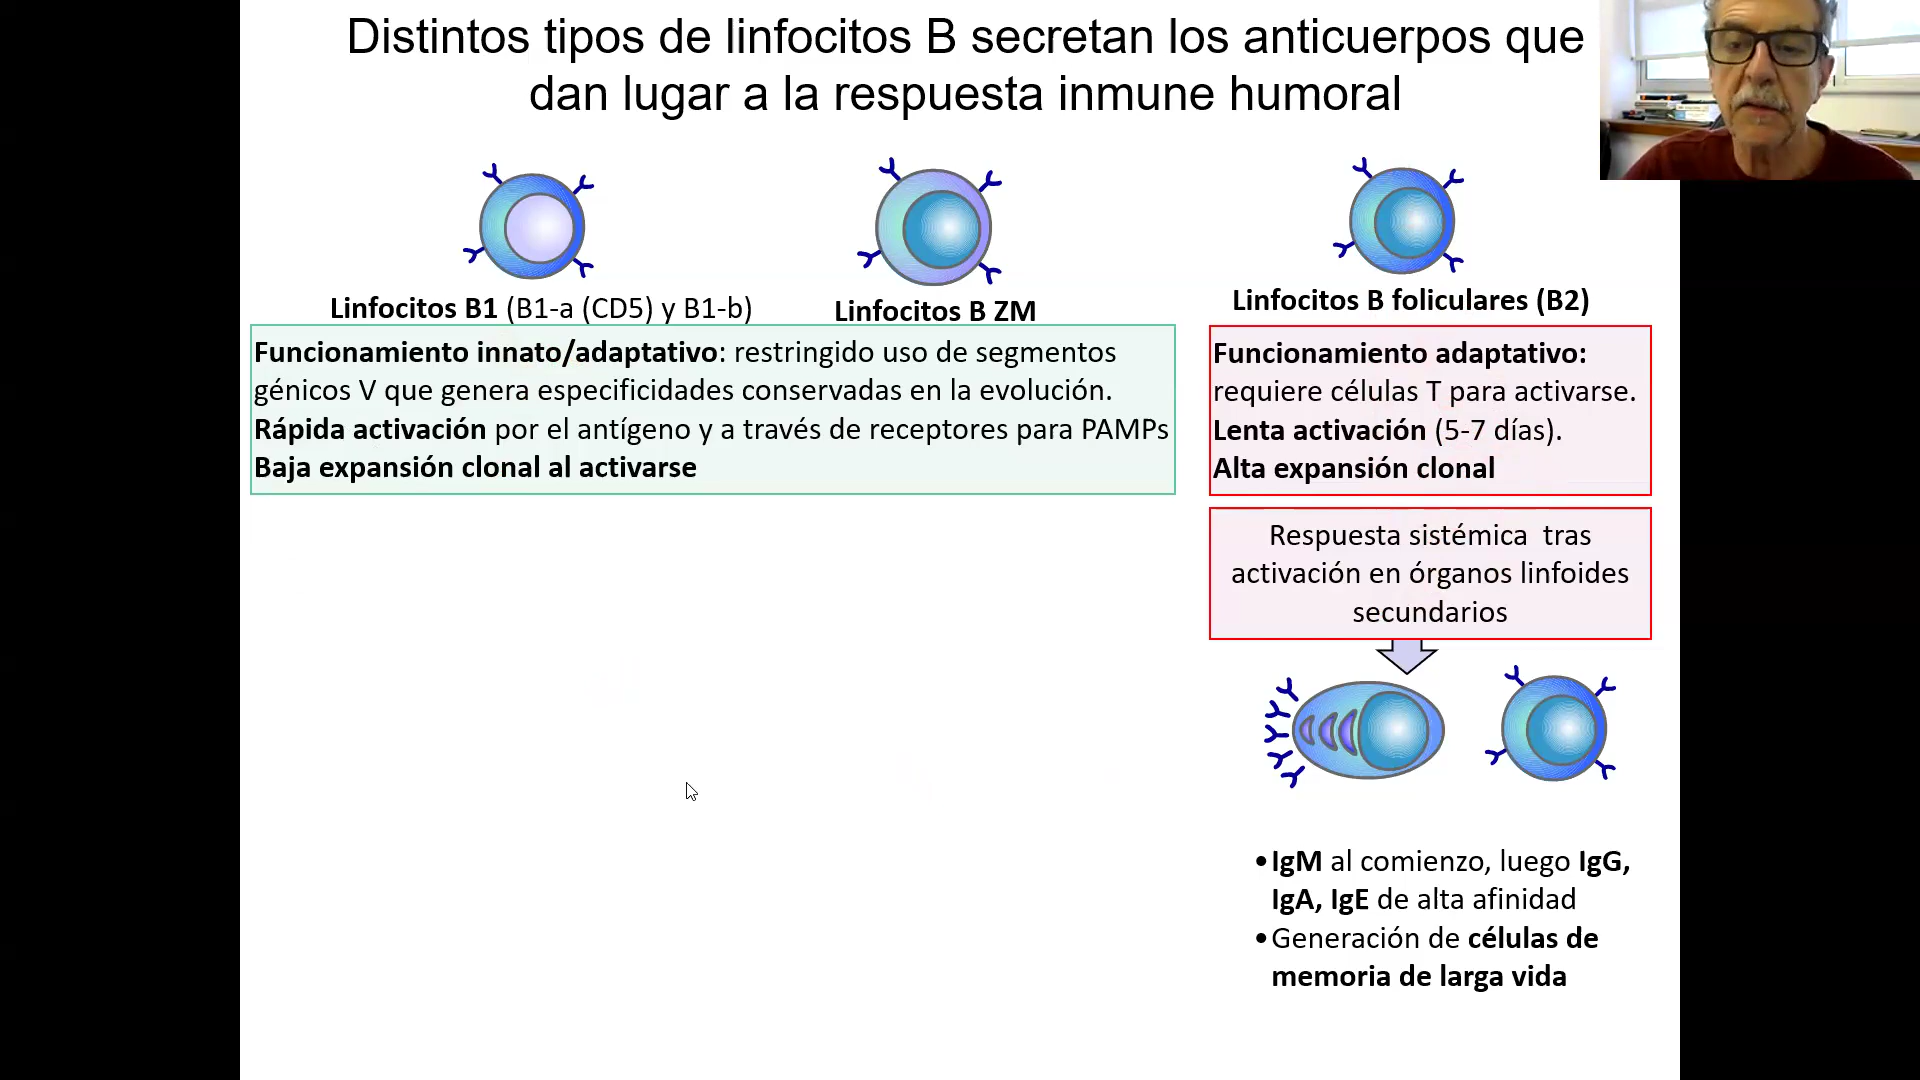 Distintos tipos de linfocitos B secretan los anticuerpos que
dan lugar a la respuesta inmune humoral
Linfocitos B1 (B1-a (CD5) y B1-b)
Linfocitos B ZM
Linfocitos B foliculares (B2)
Funcionamiento innato/adaptativo: restringido uso de segmentos
génicos V que genera especificidades conservadas en la evolución.
Rápida activación por el antígeno y a través de receptores para PAMPs
Baja expansión clonal al activarse
Funcionamiento adaptativo:
requiere células T para activarse.
Lenta activación (5-7 días).
Alta expansión clonal
Respuesta sistémica tras
activación en órganos linfoides
secundarios
•IgM al comienzo, luego IgG,
IgA, IgE de alta afinidad
•Generación de células de
memoria de larga vida